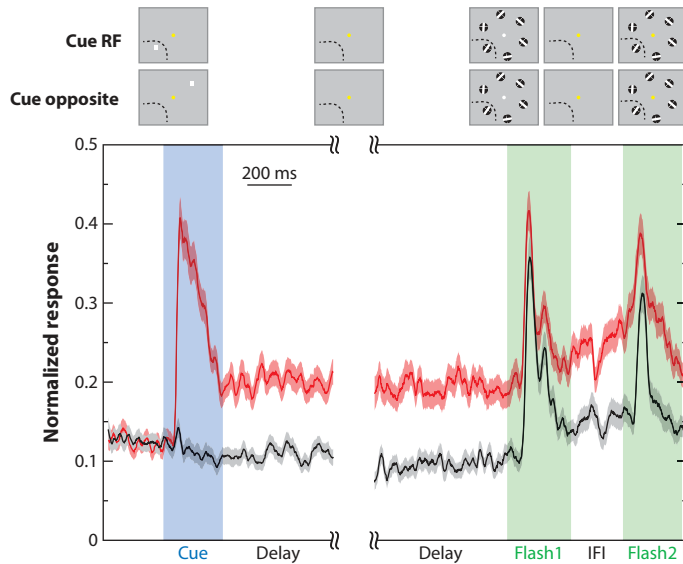 Cue RF
Cue opposite
Normalized response
0.5
0.4
0.3
0.2
0.1
0
200 ms
Cue
Delay
Delay
Flash1
IFI
Flash2